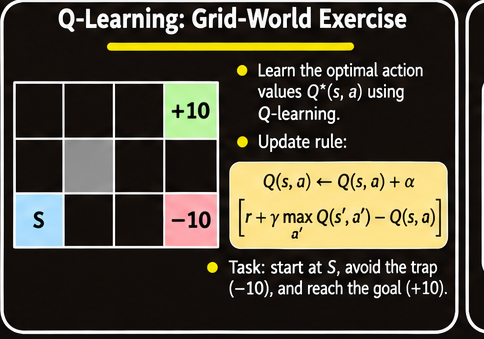 Q-Learning: Grid-World Exercise
+10
S
−10
Learn the optimal action
values Q*(s, a) using
Q-learning.
Update rule:
Q(s, a) ← Q(s, a) + α
[r + γ max Q(s′, a′) − Q(s, a)]
a′
Task: start at S, avoid the trap
(−10), and reach the goal (+10).